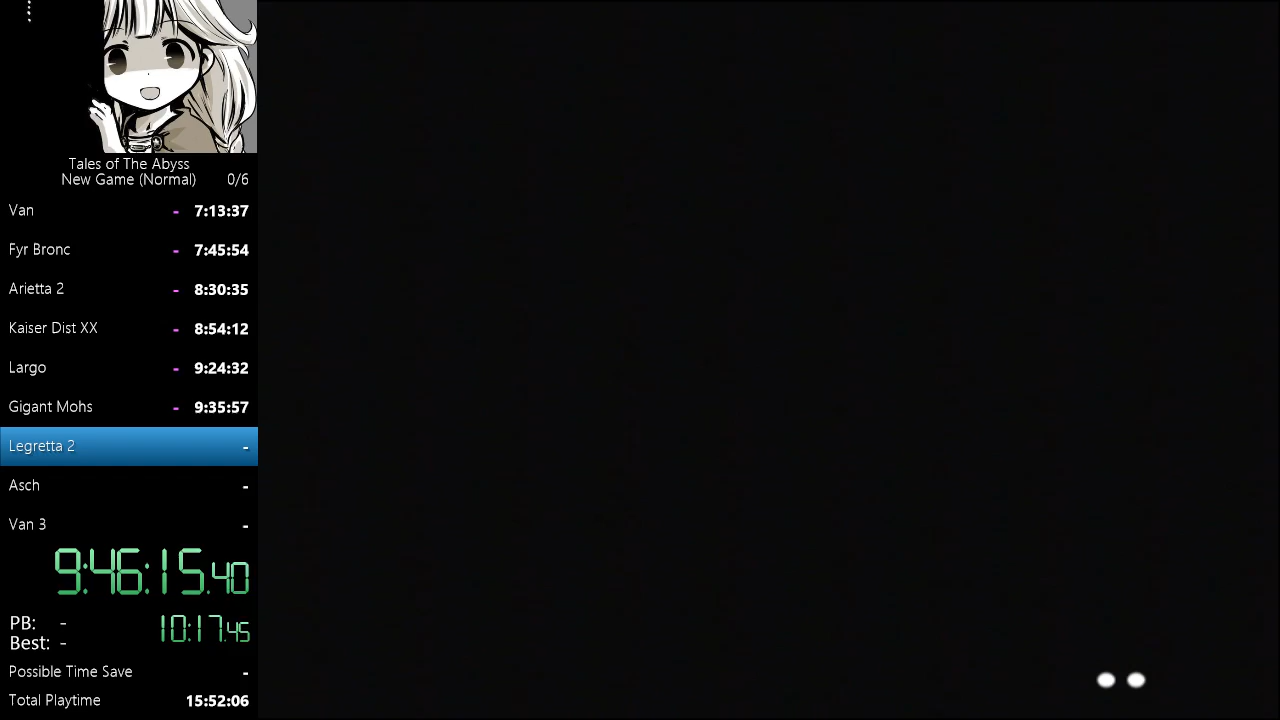 Tales of The Abyss
New Game (Normal) 0/6
Van - 7:13:37
Fyr Bronc - 7:45:54
Arietta 2 - 8:30:35
Kaiser Dist XX - 8:54:12
Largo - 9:24:32
Gigant Mohs - 9:35:57
Legretta 2 -
Asch -
Van 3 -
9:46:15.40
PB: - 10:17.45
Best: -
Possible Time Save -
Total Playtime 15:52:06